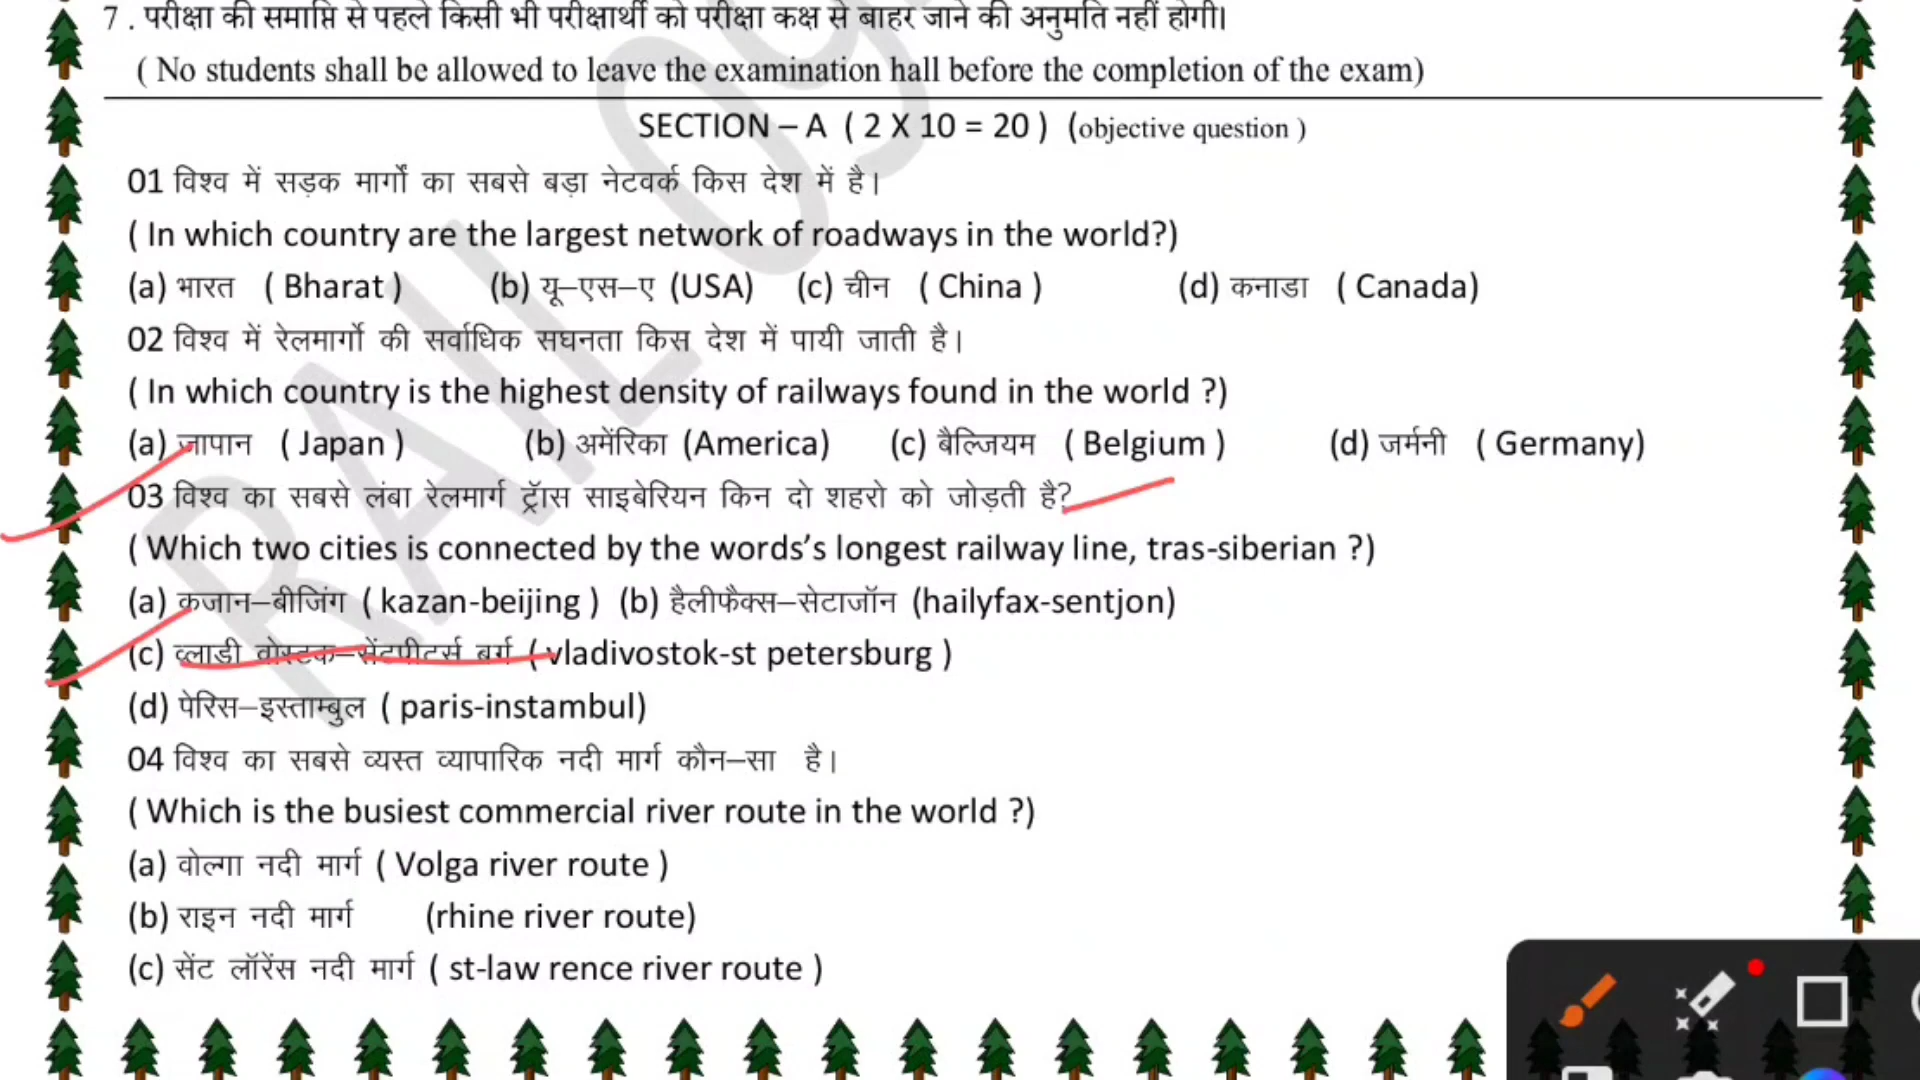 7 . परीक्षा की समाप्ति से पहले किसी भी परीक्षार्थी को परीक्षा कक्ष से बाहर जाने की अनुमति नहीं होगी।
( No students shall be allowed to leave the examination hall before the completion of the exam)
SECTION – A ( 2 X 10 = 20 ) (objective question )
01 विश्व में सड़क मार्गों का सबसे बड़ा नेटवर्क किस देश में है।
( In which country are the largest network of roadways in the world?)
(a) भारत ( Bharat ) (b) यू–एस–ए (USA) (c) चीन ( China ) (d) कनाडा ( Canada)
02 विश्व में रेलमार्गो की सर्वाधिक सघनता किस देश में पायी जाती है।
( In which country is the highest density of railways found in the world ?)
(a) जापान ( Japan ) (b) अमेंरिका (America) (c) बैल्जियम ( Belgium ) (d) जर्मनी ( Germany)
03 विश्व का सबसे लंबा रेलमार्ग ट्रॅास साइबेरियन किन दो शहरो को जोड़ती है?
( Which two cities is connected by the words’s longest railway line, tras-siberian ?)
(a) कजान–बीजिंग ( kazan-beijing ) (b) हैलीफैक्स–सेटाजॉन (hailyfax-sentjon)
(c) व्लाडी वोस्टक–सेंटपीटर्स बर्ग ( vladivostok-st petersburg )
(d) पेरिस–इस्ताम्बुल ( paris-instambul)
04 विश्व का सबसे व्यस्त व्यापारिक नदी मार्ग कौन–सा है।
( Which is the busiest commercial river route in the world ?)
(a) वोल्गा नदी मार्ग ( Volga river route )
(b) राइन नदी मार्ग (rhine river route)
(c) सेंट लॉरेंस नदी मार्ग ( st-law rence river route )